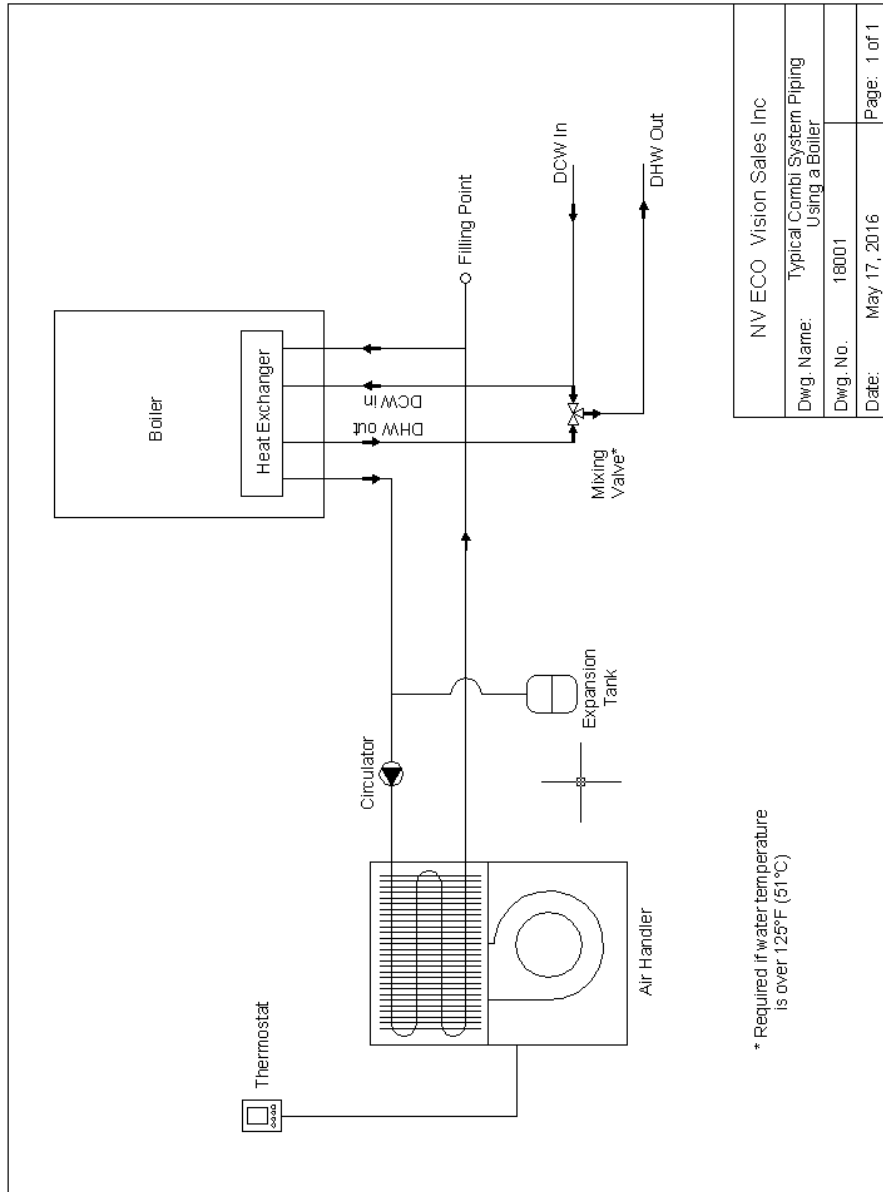 Boiler
Heat Exchanger
DHW out
DCW in
Filling Point
DCW In
DHW Out
Mixing
Valve*
Circulator
Expansion
Tank
Thermostat
Air Handler
* Required if water temperature
is over 125°F (51°C)
NV ECO Vision Sales Inc
Dwg. Name: Typical Combi System Piping
Using a Boiler
Dwg. No. 18001
Date: May 17, 2016 Page: 1 of 1